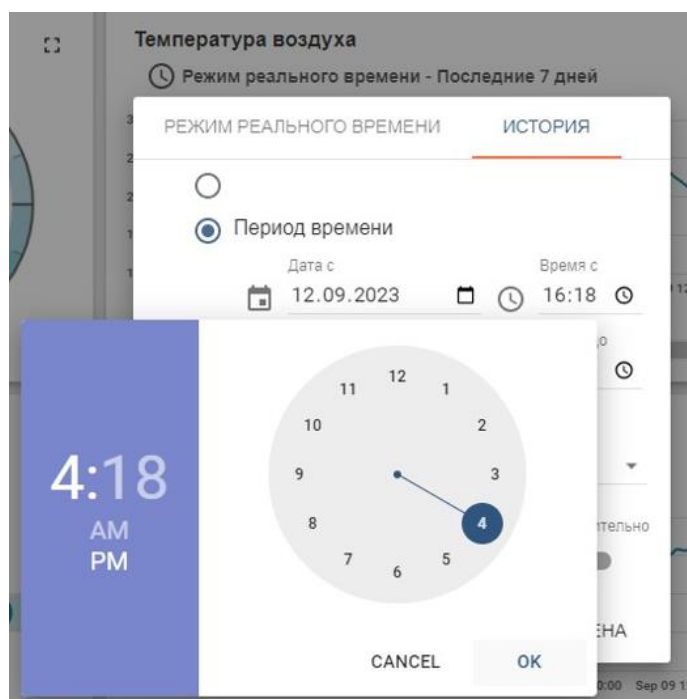 Температура воздуха
Режим реального времени - Последние 7 дней
РЕЖИМ РЕАЛЬНОГО ВРЕМЕНИ
ИСТОРИЯ
Период времени
Дата с
Время с
12.09.2023
16:18
4:18
AM
PM
12
1
2
3
4
5
6
7
8
9
10
11
CANCEL
OK
Sep 09